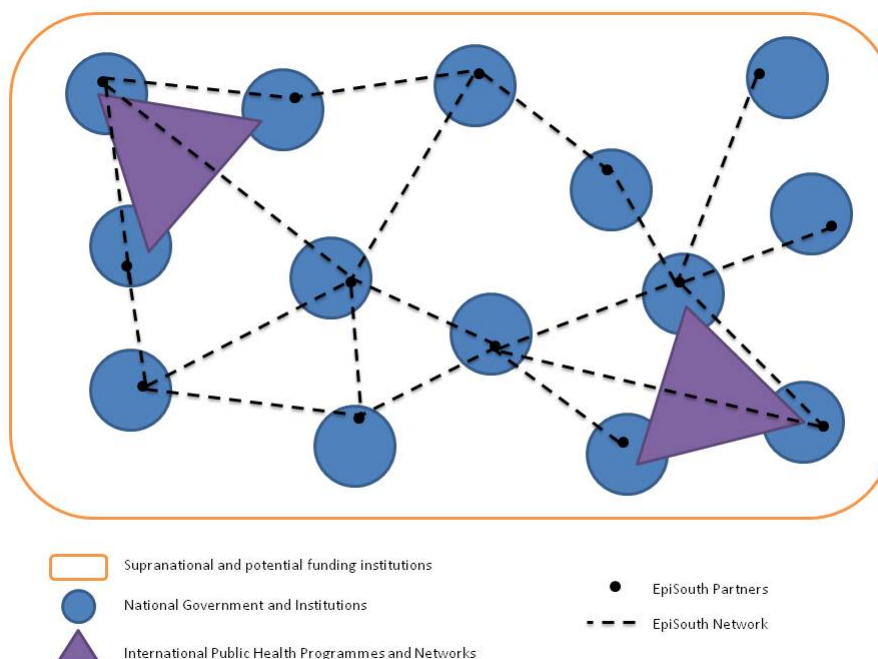 Supranational and potential funding institutions
National Government and Institutions
International Public Health Programmes and Networks
EpiSouth Partners
EpiSouth Network